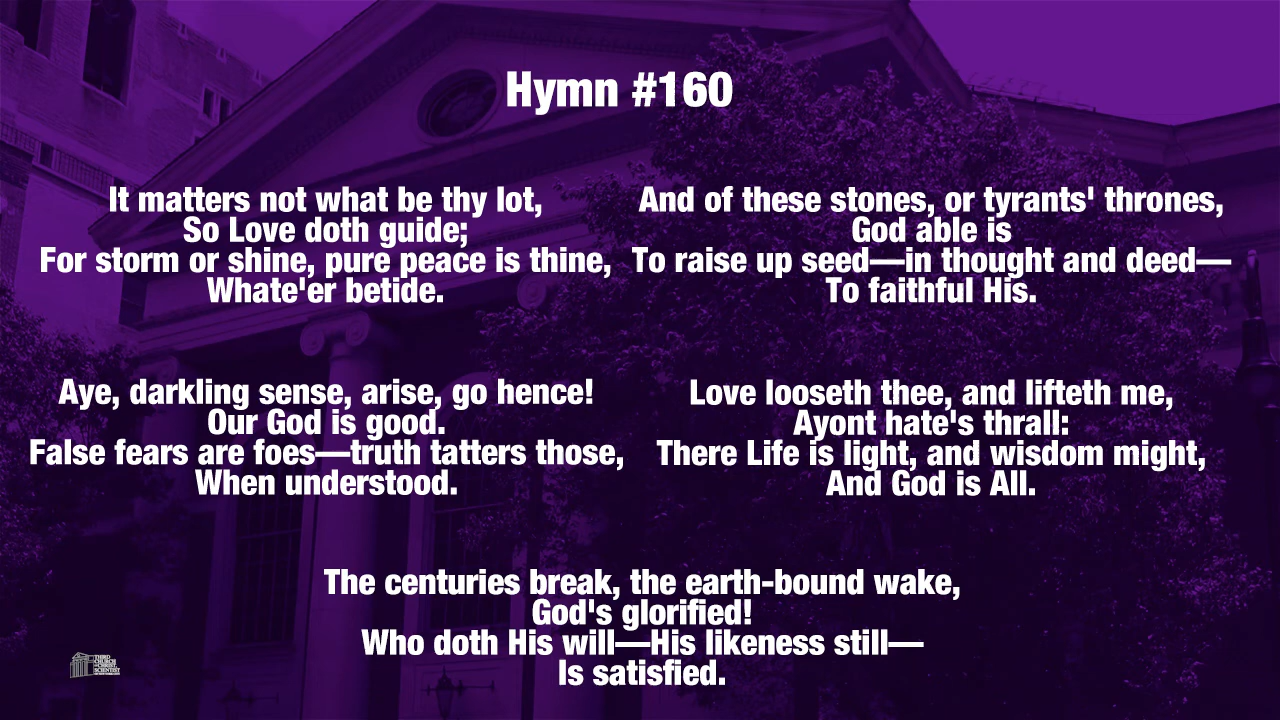 Hymn #160
It matters not what be thy lot,
So Love doth guide;
For storm or shine, pure peace is thine,
Whate'er betide.
And of these stones, or tyrants' thrones,
God able is
To raise up seed—in thought and deed—
To faithful His.
Aye, darkling sense, arise, go hence!
Our God is good.
False fears are foes—truth tatters those,
When understood.
Love looseth thee, and lifteth me,
Ayont hate's thrall:
There Life is light, and wisdom might,
And God is All.
The centuries break, the earth-bound wake,
God's glorified!
Who doth His will—His likeness still—
Is satisfied.
THIRD
CHURCH
OF CHRIST
SCIENTIST